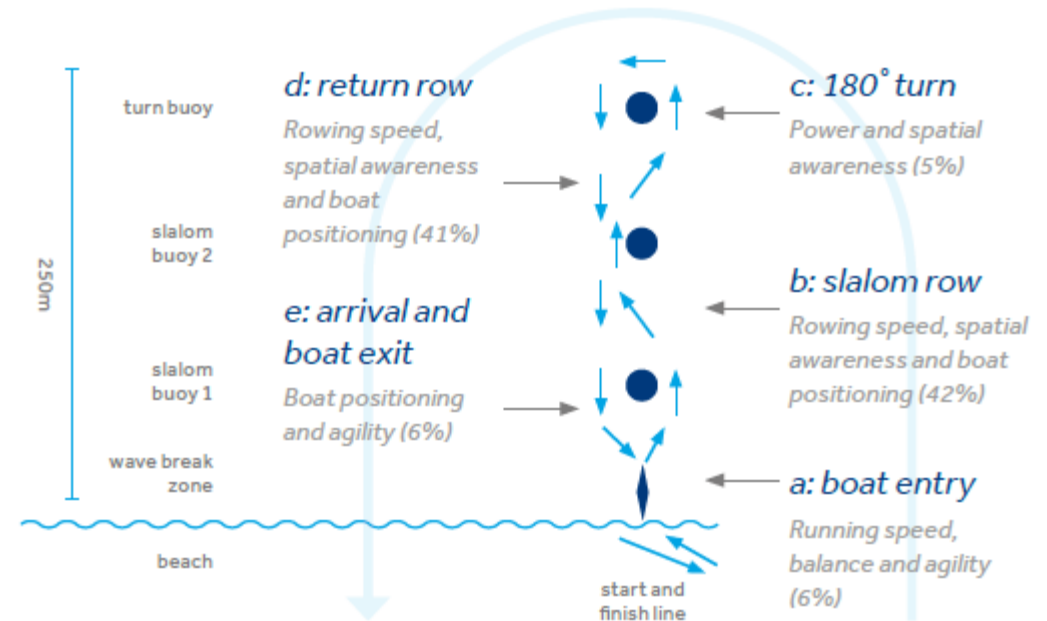 d: return row
Rowing speed,
spatial awareness
and boat
positioning (41%)
c: 180° turn
Power and spatial
awareness (5%)
turn buoy
slalom
buoy 2
250m
e: arrival and
boat exit
Boat positioning
and agility (6%)
b: slalom row
Rowing speed, spatial
awareness and boat
positioning (42%)
slalom
buoy 1
wave break
zone
a: boat entry
Running speed,
balance and agility
(6%)
beach
start and
finish line